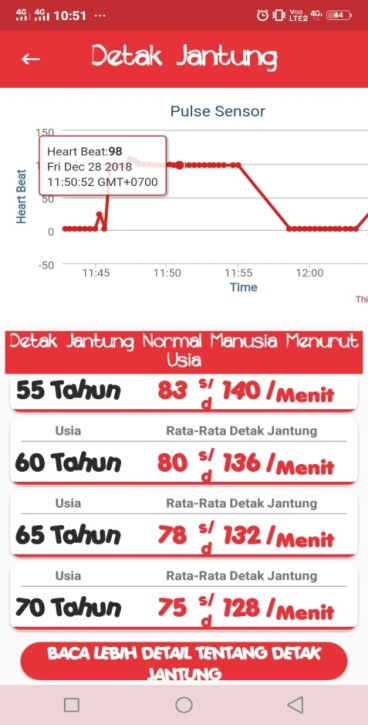 4G 4G 10:51 ...
Voo LTE2 4G 44
Detak Jantung
Pulse Sensor
150
Heart Beat:98
Fri Dec 28 2018
11:50:52 GMT+0700
50
0
-50
Heart Beat
11:45 11:50 11:55 12:00
Time
Thi
Detak Jantung Normal Manusia Menurut
Usia
55 Tahun 83 s/d 140 /Menit
Usia Rata-Rata Detak Jantung
60 Tahun 80 s/d 136 /Menit
Usia Rata-Rata Detak Jantung
65 Tahun 78 s/d 132 /Menit
Usia Rata-Rata Detak Jantung
70 Tahun 75 s/d 128 /Menit
BACA LEBIH DETAIL TENTANG DETAK
JANTUNG